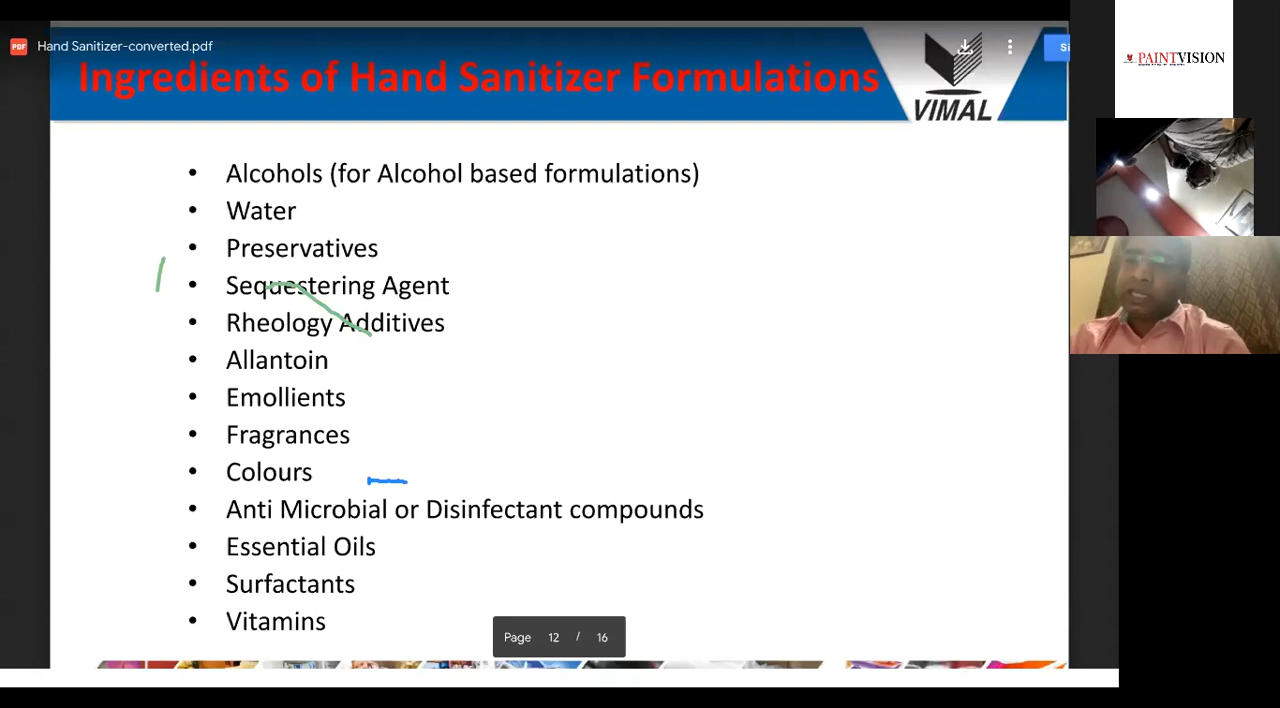 Hand Sanitizer-converted.pdf
Ingredients of Hand Sanitizer Formulations
VIMAL
PAINTVISION
• Alcohols (for Alcohol based formulations)
• Water
• Preservatives
• Sequestering Agent
• Rheology Additives
• Allantoin
• Emollients
• Fragrances
• Colours
• Anti Microbial or Disinfectant compounds
• Essential Oils
• Surfactants
• Vitamins
Page 12 / 16